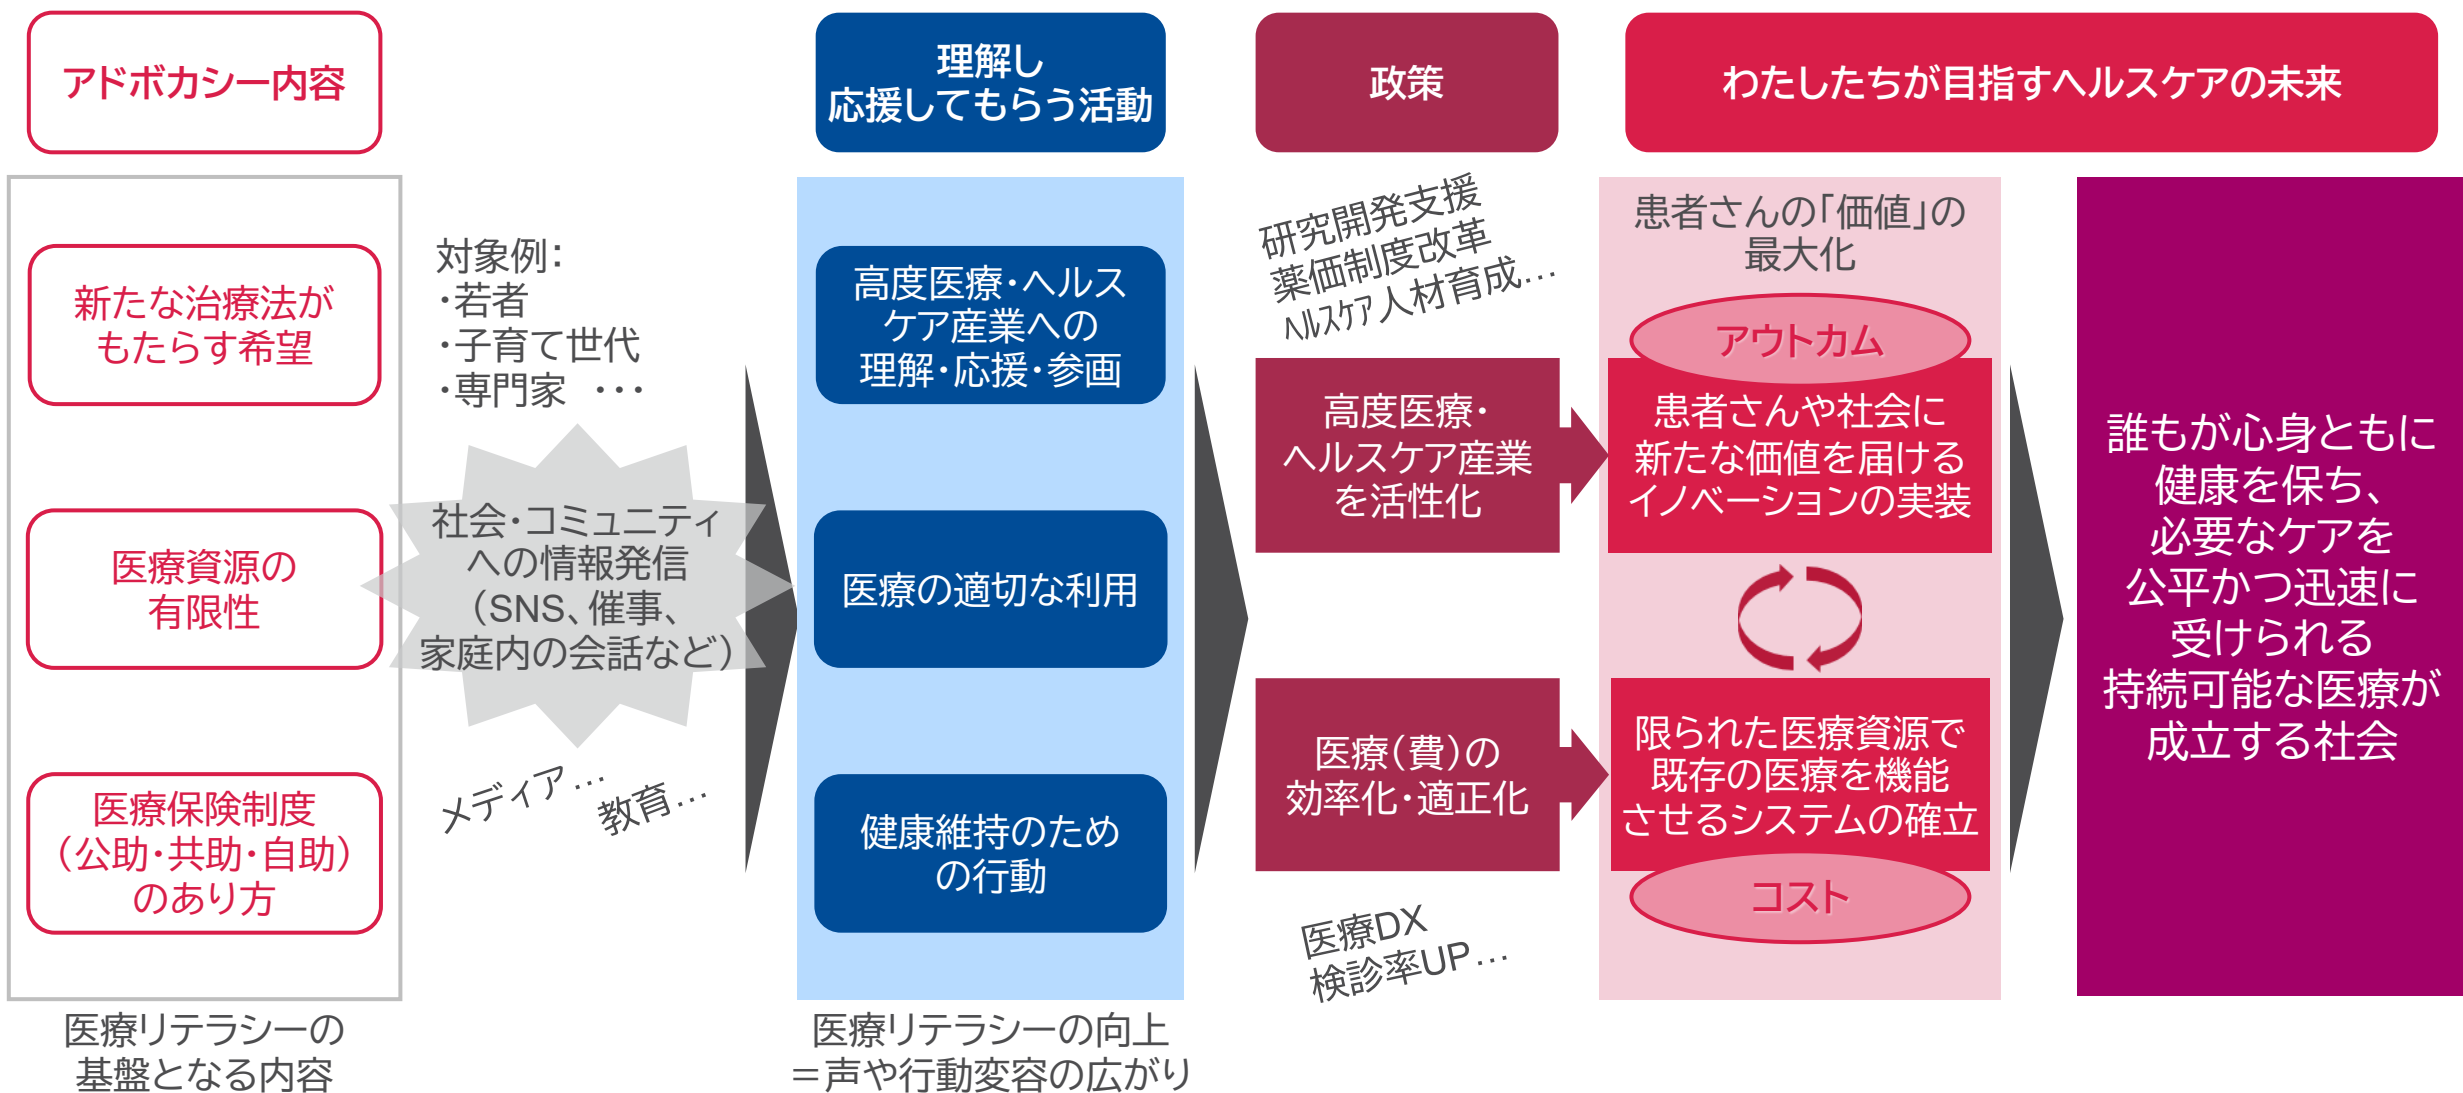 アドボカシー内容
新たな治療法が
もたらす希望
医療資源の
有限性
医療保険制度
（公助・共助・自助）
のあり方
医療リテラシーの
基盤となる内容
対象例：
・若者
・子育て世代
・専門家　・・・
社会・コミュニティ
への情報発信
（SNS、催事、
家庭内の会話など）
メディア…
教育…
理解し
応援してもらう活動
高度医療・ヘルス
ケア産業への
理解・応援・参画
医療の適切な利用
健康維持のため
の行動
医療リテラシーの向上
＝声や行動変容の広がり
政策
研究開発支援
薬価制度改革
ﾍﾙｽｹｱ人材育成…
高度医療・
ヘルスケア産業
を活性化
医療（費）の
効率化・適正化
医療DX
検診率UP…
わたしたちが目指すヘルスケアの未来
患者さんの「価値」の
最大化
アウトカム
患者さんや社会に
新たな価値を届ける
イノベーションの実装
限られた医療資源で
既存の医療を機能
させるシステムの確立
コスト
誰もが心身ともに
健康を保ち、
必要なケアを
公平かつ迅速に
受けられる
持続可能な医療が
成立する社会